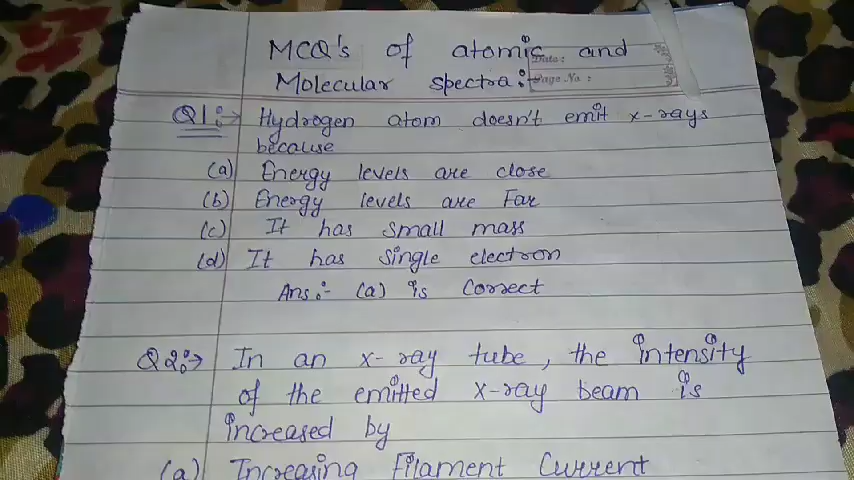 MCQ's of atomic and
Date:
Molecular spectra:
Page No:
Q1:→ Hydrogen atom doesn't emit x-rays
because
(a) Energy levels are close
(b) Energy levels are Far
(c) It has small mass
(d) It has single electron
Ans:- (a) is correct
Q2:→ In an x-ray tube, the intensity
of the emitted x-ray beam is
increased by
(a) Increasing Filament Current